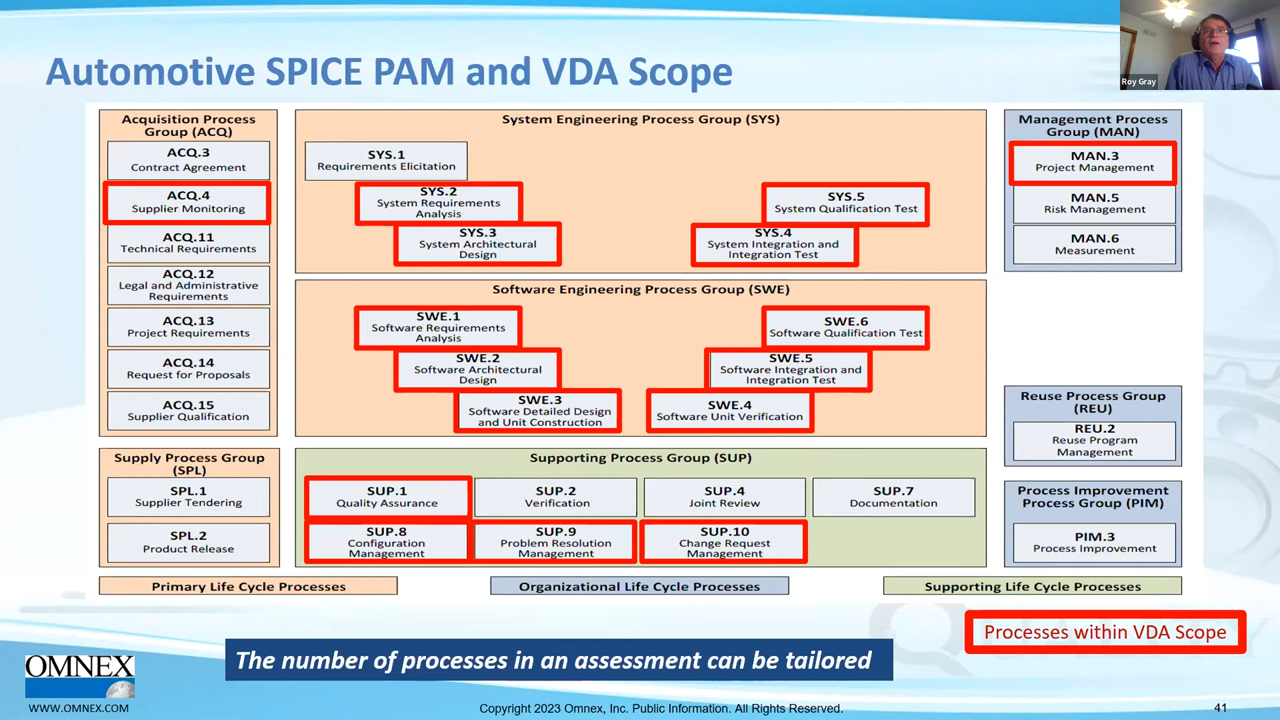 Automotive SPICE PAM and VDA Scope
Roy Gray
Acquisition Process
Group (ACQ)
ACQ.3
Contract Agreement
ACQ.4
Supplier Monitoring
ACQ.11
Technical Requirements
ACQ.12
Legal and Administrative
Requirements
ACQ.13
Project Requirements
ACQ.14
Request for Proposals
ACQ.15
Supplier Qualification
System Engineering Process Group (SYS)
SYS.1
Requirements Elicitation
SYS.2
System Requirements
Analysis
SYS.3
System Architectural
Design
SYS.5
System Qualification Test
SYS.4
System Integration and
Integration Test
Software Engineering Process Group (SWE)
SWE.1
Software Requirements
Analysis
SWE.2
Software Architectural
Design
SWE.3
Software Detailed Design
and Unit Construction
SWE.6
Software Qualification Test
SWE.5
Software Integration and
Integration Test
SWE.4
Software Unit Verification
Management Process
Group (MAN)
MAN.3
Project Management
MAN.5
Risk Management
MAN.6
Measurement
Reuse Process Group
(REU)
REU.2
Reuse Program
Management
Supply Process Group
(SPL)
SPL.1
Supplier Tendering
SPL.2
Product Release
Supporting Process Group (SUP)
SUP.1
Quality Assurance
SUP.2
Verification
SUP.4
Joint Review
SUP.7
Documentation
SUP.8
Configuration
Management
SUP.9
Problem Resolution
Management
SUP.10
Change Request
Management
Process Improvement
Process Group (PIM)
PIM.3
Process Improvement
Primary Life Cycle Processes
Organizational Life Cycle Processes
Supporting Life Cycle Processes
Processes within VDA Scope
The number of processes in an assessment can be tailored
OMNEX
WWW.OMNEX.COM
Copyright 2023 Omnex, Inc. Public Information. All Rights Reserved.
41